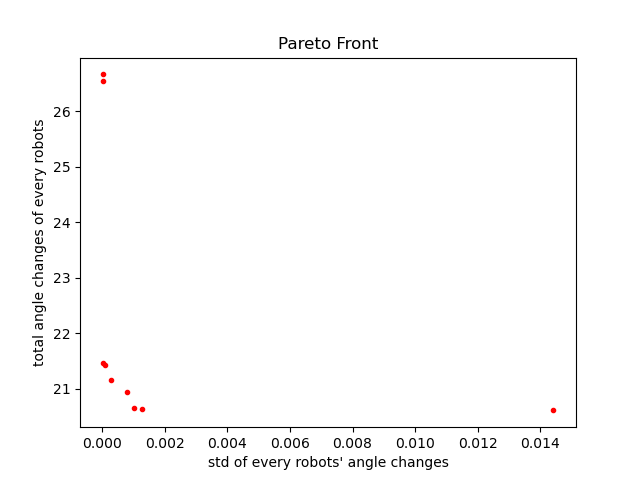 Pareto Front
total angle changes of every robots
26
25
24
23
22
21
0.000 0.002 0.004 0.006 0.008 0.010 0.012 0.014
std of every robots' angle changes